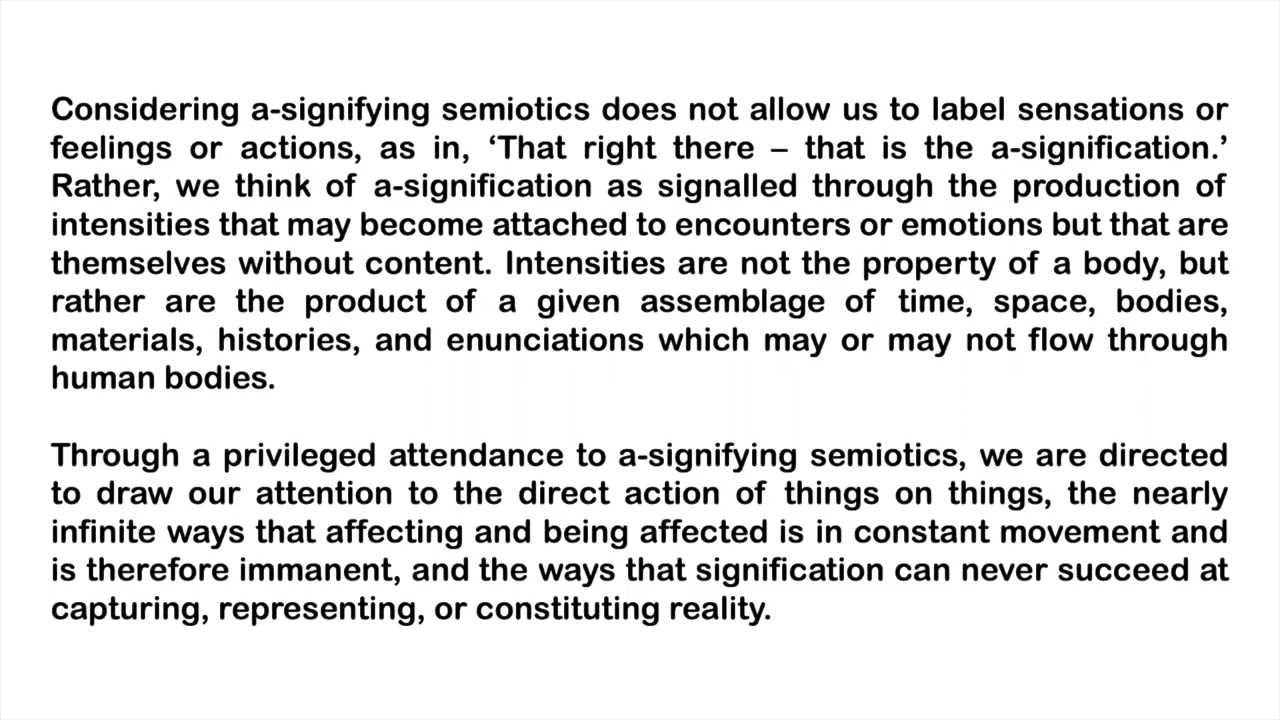 Considering a-signifying semiotics does not allow us to label sensations or
feelings or actions, as in, ‘That right there – that is the a-signification.’
Rather, we think of a-signification as signalled through the production of
intensities that may become attached to encounters or emotions but that are
themselves without content. Intensities are not the property of a body, but
rather are the product of a given assemblage of time, space, bodies,
materials, histories, and enunciations which may or may not flow through
human bodies.
Through a privileged attendance to a-signifying semiotics, we are directed
to draw our attention to the direct action of things on things, the nearly
infinite ways that affecting and being affected is in constant movement and
is therefore immanent, and the ways that signification can never succeed at
capturing, representing, or constituting reality.